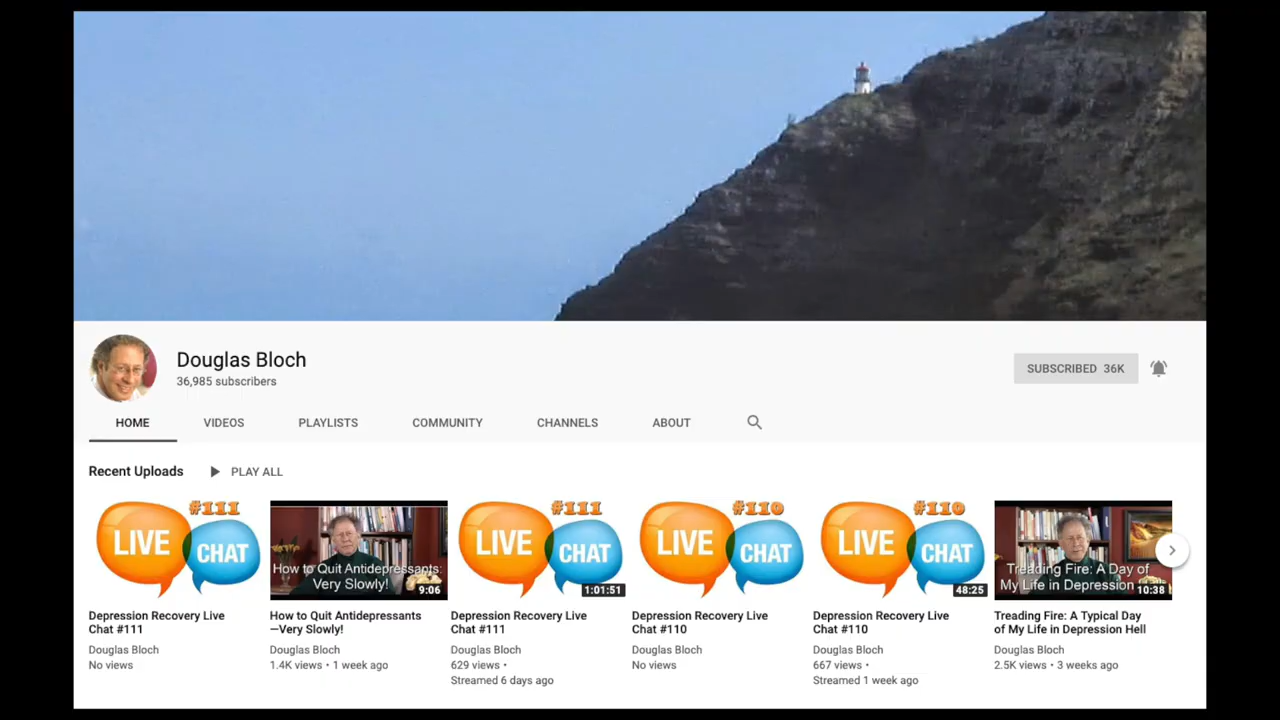 Douglas Bloch
36,985 subscribers
SUBSCRIBED 36K
HOME VIDEOS PLAYLISTS COMMUNITY CHANNELS ABOUT
Recent Uploads PLAY ALL
#111
LIVE CHAT
Depression Recovery Live
Chat #111
Douglas Bloch
No views
How to Quit Antidepressants:
Very Slowly!
9:06
How to Quit Antidepressants
—Very Slowly!
Douglas Bloch
1.4K views • 1 week ago
#111
LIVE CHAT
1:01:51
Depression Recovery Live
Chat #111
Douglas Bloch
629 views •
Streamed 6 days ago
#110
LIVE CHAT
Depression Recovery Live
Chat #110
Douglas Bloch
No views
#110
LIVE CHAT
48:25
Depression Recovery Live
Chat #110
Douglas Bloch
667 views •
Streamed 1 week ago
Treading Fire: A Day of
My Life in Depression
10:38
Treading Fire: A Typical Day
of My Life in Depression Hell
Douglas Bloch
2.5K views • 3 weeks ago